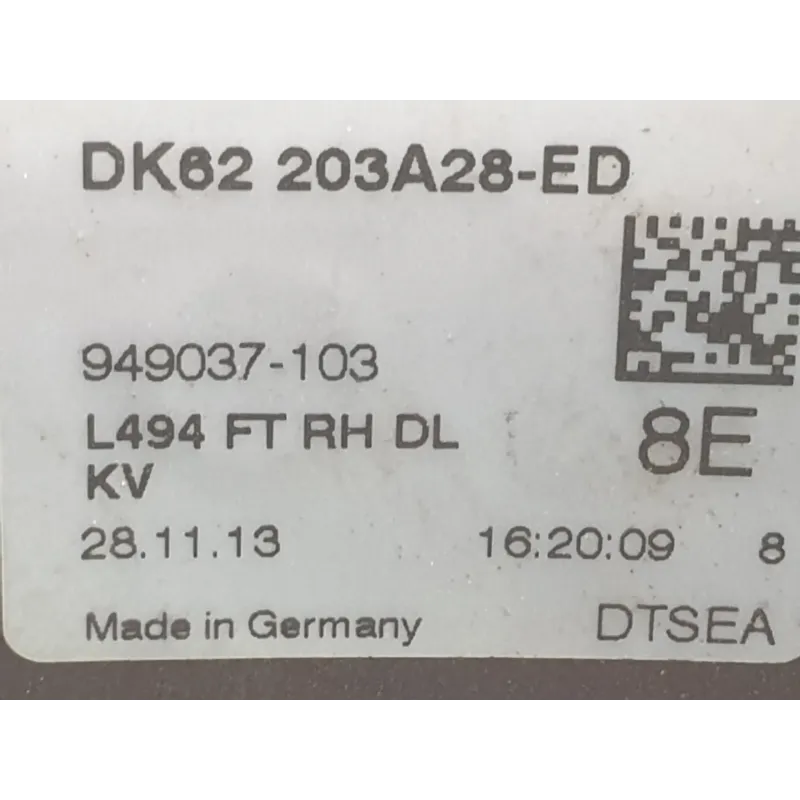 DK62 203A28-ED
949037-103
L494 FT RH DL
KV
8E
28.11.13 16:20:09 8
Made in Germany DTSEA